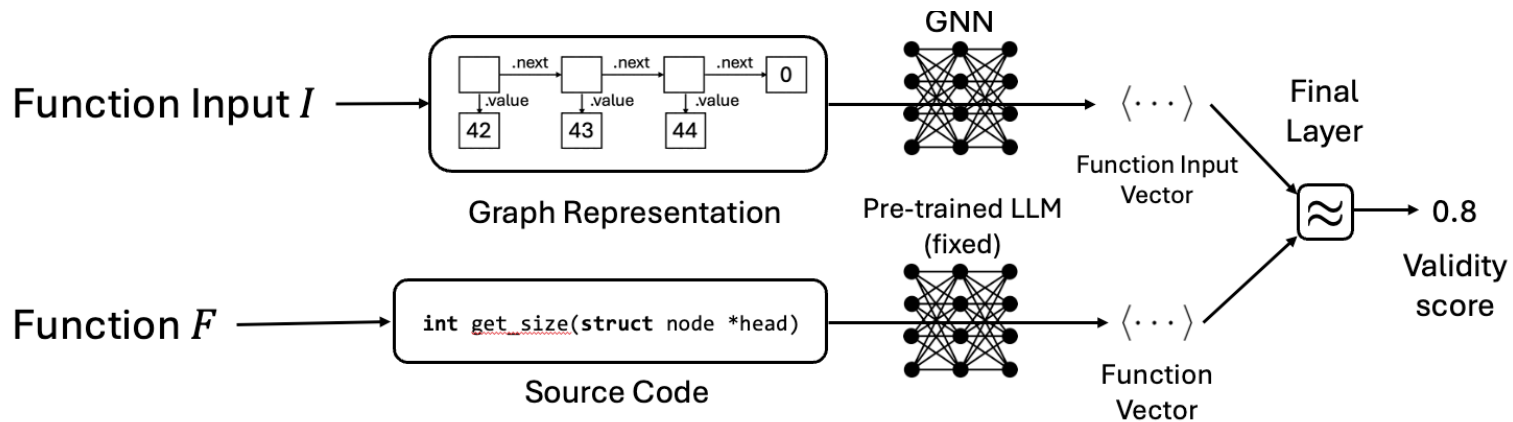 GNN
Function Input I
.next .next .next
0
.value .value .value
42 43 44
Graph Representation
⟨···⟩
Function Input
Vector
Final
Layer
Pre-trained LLM
(fixed)
≈
0.8
Validity
score
Function F
int get_size(struct node *head)
Source Code
⟨···⟩
Function
Vector